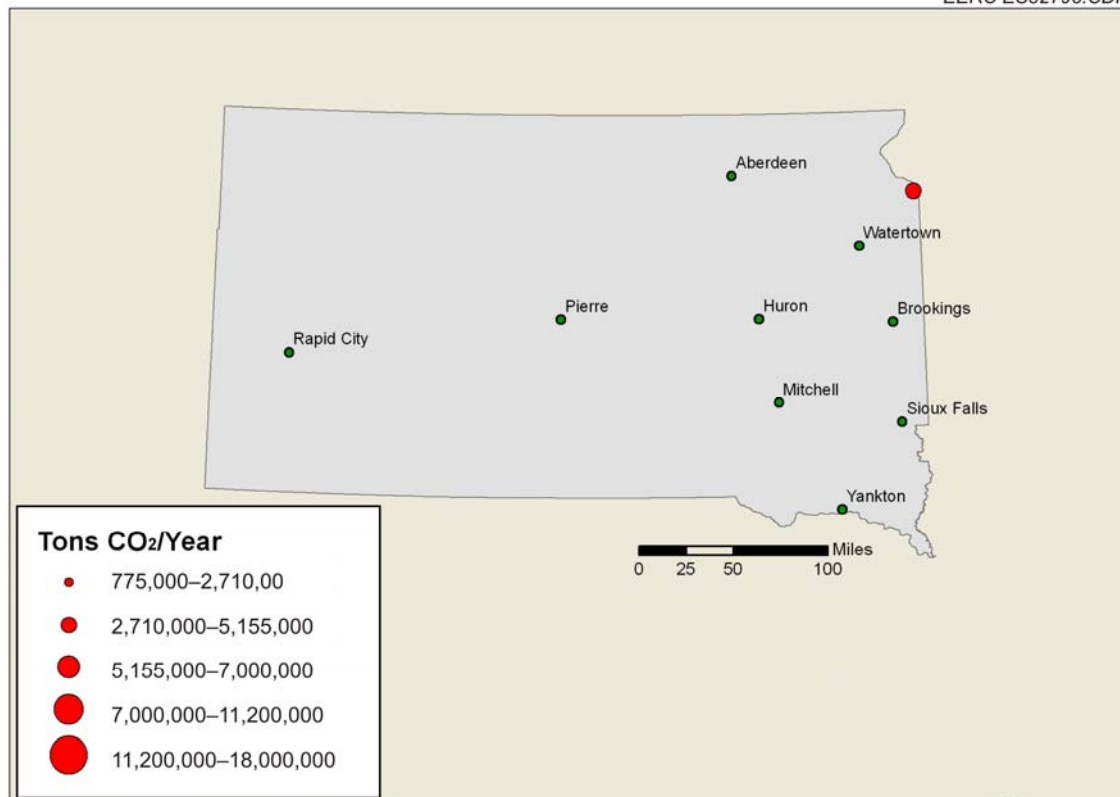 Aberdeen
Watertown
Pierre
Huron
Brookings
Rapid City
Mitchell
Sioux Falls
Yankton
Miles
0 25 50 100
Tons CO2/Year
775,000–2,710,00
2,710,000–5,155,000
5,155,000–7,000,000
7,000,000–11,200,000
11,200,000–18,000,000